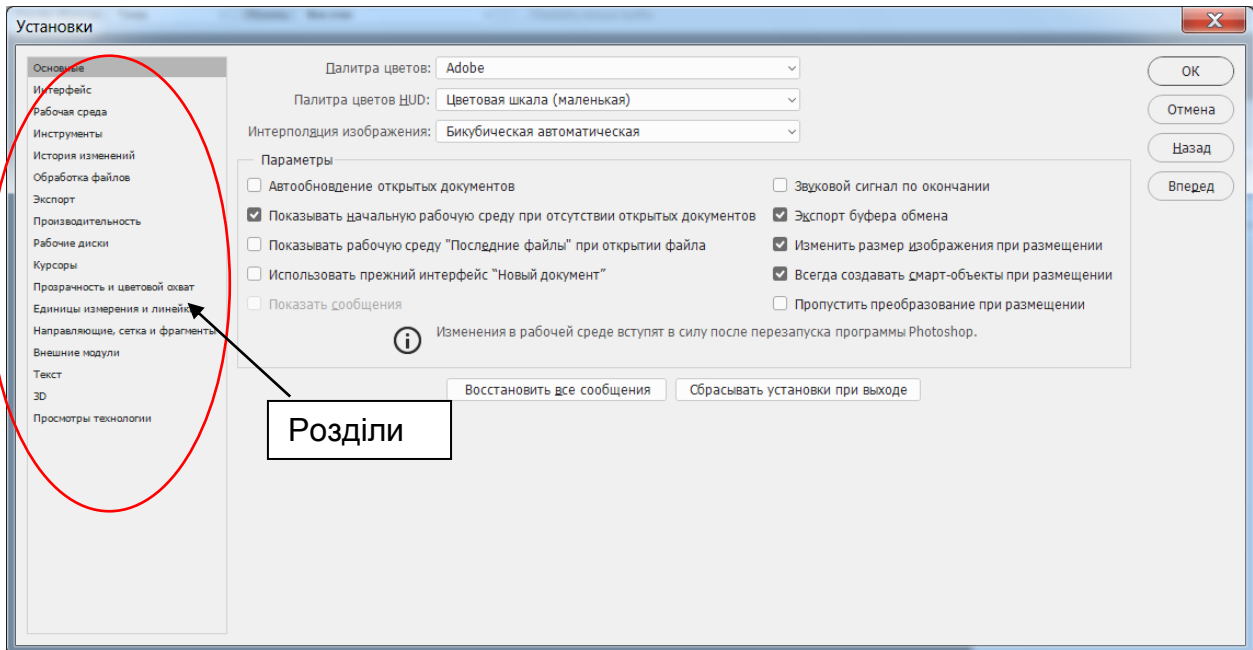 Установки
Основные
Интерфейс
Рабочая среда
Инструменты
История изменений
Обработка файлов
Экспорт
Производительность
Рабочие диски
Курсоры
Прозрачность и цветовой охват
Единицы измерения и линейки
Направляющие, сетка и фрагменты
Внешние модули
Текст
3D
Просмотры технологии
Палитра цветов: Adobe
Палитра цветов HUD: Цветовая шкала (маленькая)
Интерполяция изображения: Бикубическая автоматическая
Параметры
Автообновление открытых документов
Показывать начальную рабочую среду при отсутствии открытых документов
Показывать рабочую среду "Последние файлы" при открытии файла
Использовать прежний интерфейс "Новый документ"
Показать сообщения
Звуковой сигнал по окончании
Экспорт буфера обмена
Изменить размер изображения при размещении
Всегда создавать смарт-объекты при размещении
Пропустить преобразование при размещении
Изменения в рабочей среде вступят в силу после перезапуска программы Photoshop.
Восстановить все сообщения
Сбрасывать установки при выходе
OK
Отмена
Назад
Вперед
Розділи